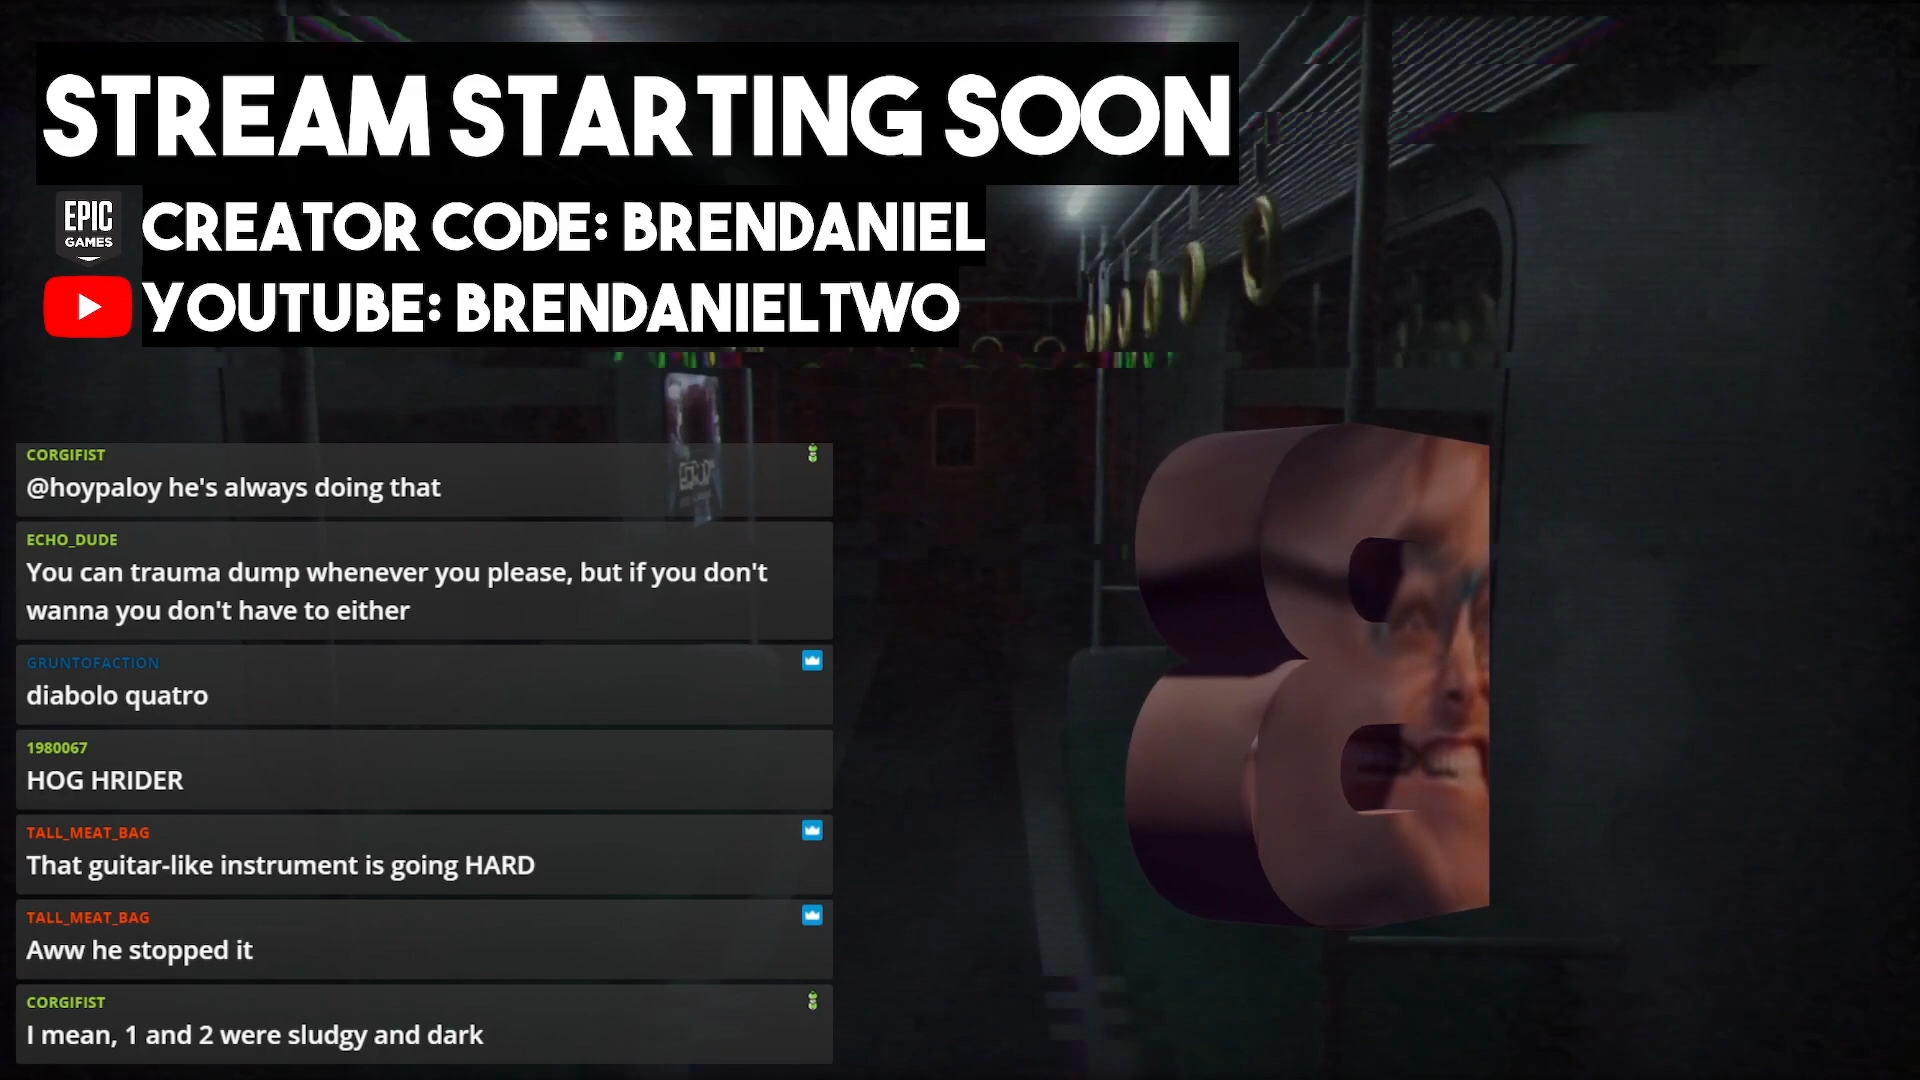 STREAM STARTING SOON
EPIC
GAMES
CREATOR CODE: BRENDANIEL
YOUTUBE: BRENDANIELTWO
CORGIFIST
@hoypaloy he's always doing that
ECHO_DUDE
You can trauma dump whenever you please, but if you don't
wanna you don't have to either
GRUNTOFACTION
diabolo quatro
1980067
HOG HRIDER
TALL_MEAT_BAG
That guitar-like instrument is going HARD
TALL_MEAT_BAG
Aww he stopped it
CORGIFIST
I mean, 1 and 2 were sludgy and dark